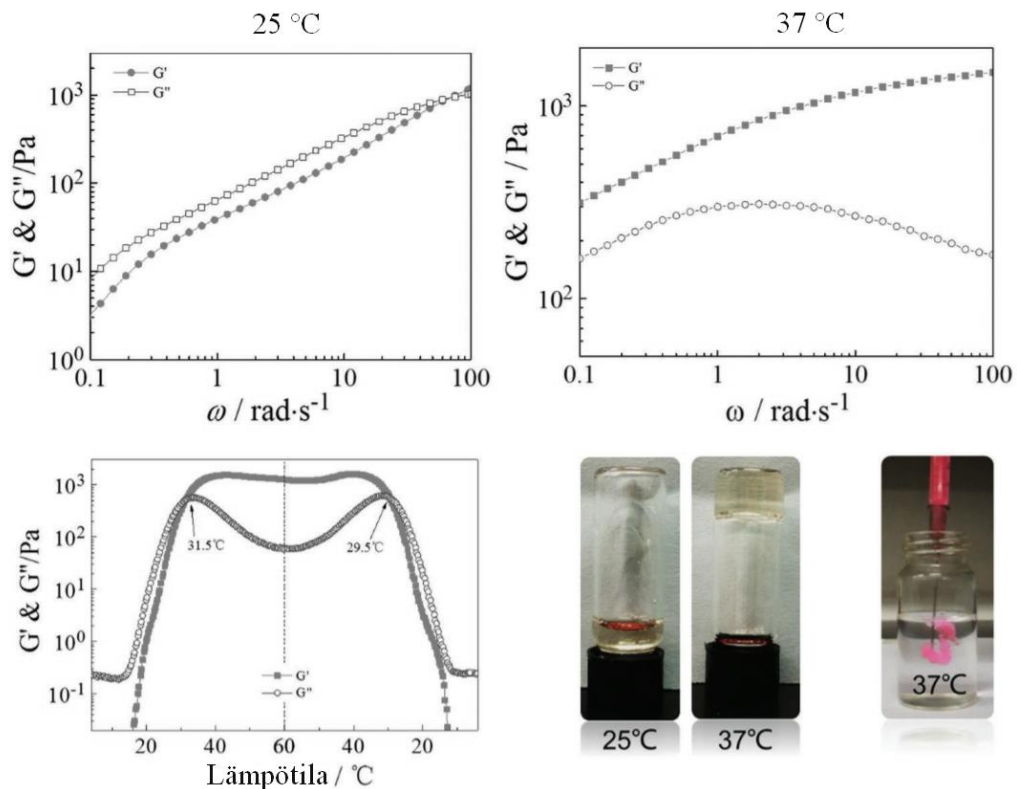 25 °C
G'
G"
G' & G"/Pa
10³
10²
10¹
10⁰
0.1 1 10 100
ω / rad·s⁻¹
37 °C
G'
G"
G' & G" / Pa
10³
10²
0.1 1 10 100
ω / rad·s⁻¹
G' & G"/Pa
10³
10²
10¹
10⁰
10⁻¹
31.5℃
29.5℃
G'
G"
20 40 60 40 20
Lämpötila / ℃
25℃
37℃
37℃